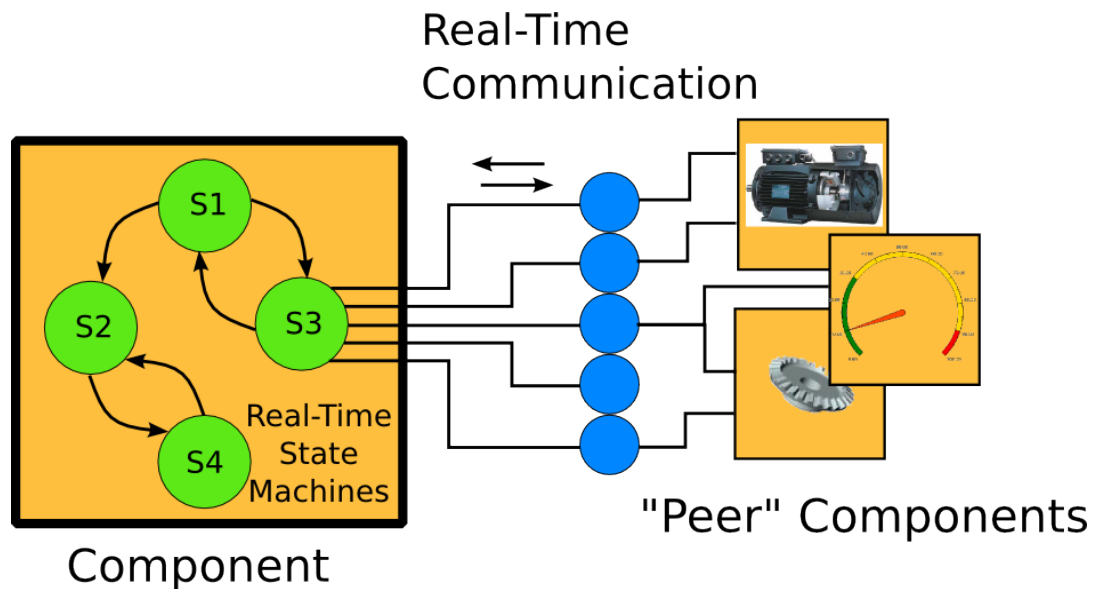 Real-Time
Communication
S1
S2
S3
S4
Real-Time
State
Machines
"Peer" Components
Component